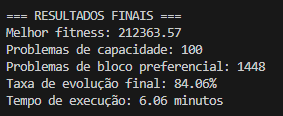 === RESULTADOS FINAIS ===
Melhor fitness: 212363.57
Problemas de capacidade: 100
Problemas de bloco preferencial: 1448
Taxa de evolução final: 84.06%
Tempo de execução: 6.06 minutos